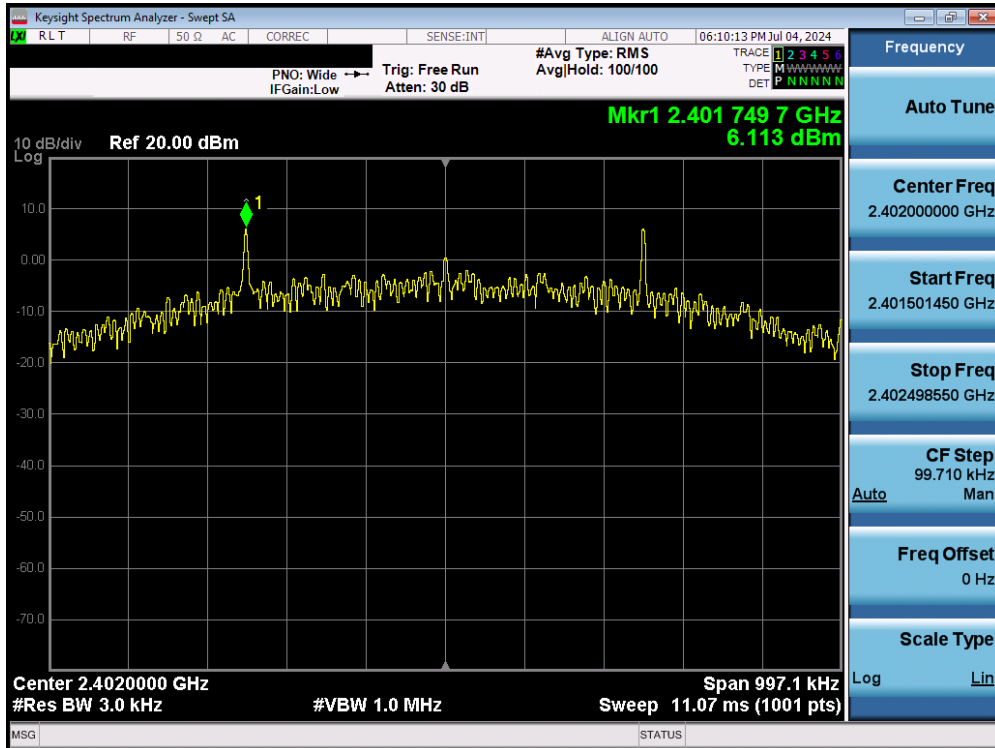 Keysight Spectrum Analyzer - Swept SA
LXI RLT RF 50 Ω AC CORREC SENSE:INT ALIGN AUTO 06:10:13 PM Jul 04, 2024
PNO: Wide
IFGain:Low
Trig: Free Run
Atten: 30 dB
#Avg Type: RMS
Avg|Hold: 100/100
TRACE 1 2 3 4 5 6
TYPE M W W W W W
DET P N N N N N
Mkr1 2.401 749 7 GHz
6.113 dBm
10 dB/div Ref 20.00 dBm
Log
1
10.0
0.00
-10.0
-20.0
-30.0
-40.0
-50.0
-60.0
-70.0
Center 2.4020000 GHz Span 997.1 kHz
#Res BW 3.0 kHz #VBW 1.0 MHz Sweep 11.07 ms (1001 pts)
MSG STATUS
Frequency
Auto Tune
Center Freq
2.402000000 GHz
Start Freq
2.401501450 GHz
Stop Freq
2.402498550 GHz
CF Step
99.710 kHz
Auto Man
Freq Offset
0 Hz
Scale Type
Log Lin